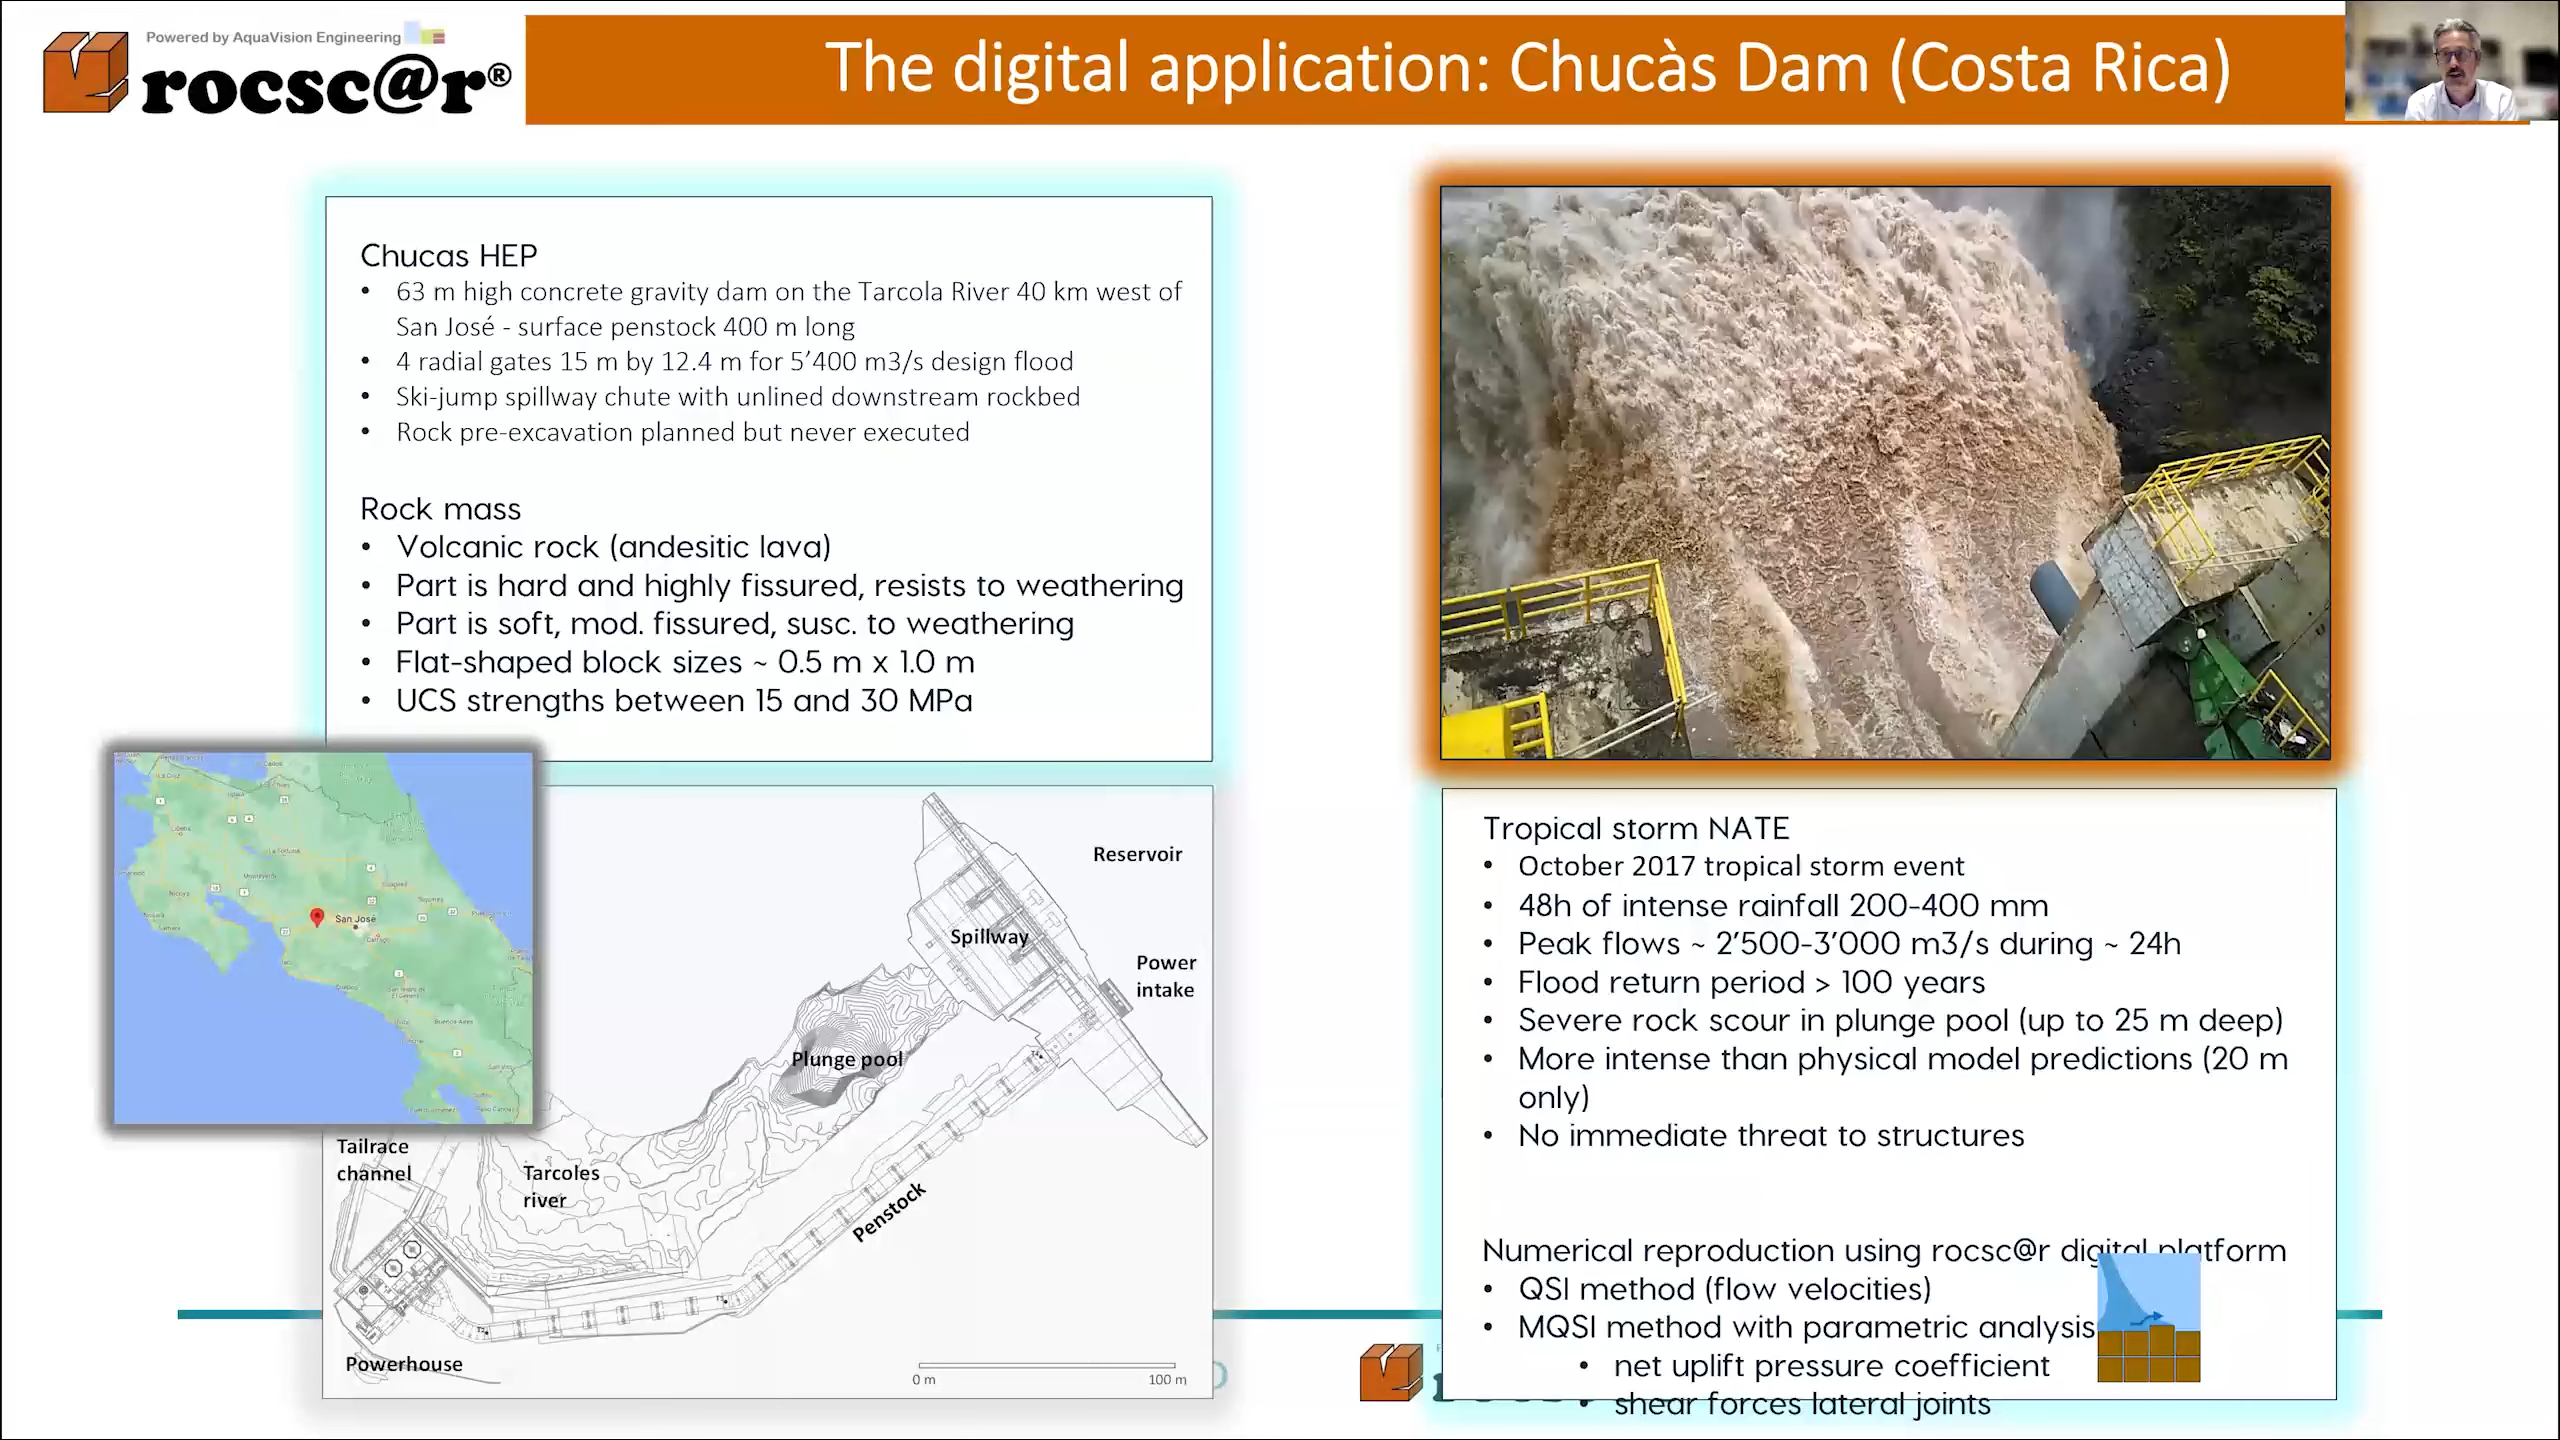 Powered by AquaVision Engineering
rocsc@r®
The digital application: Chucàs Dam (Costa Rica)
Chucas HEP
• 63 m high concrete gravity dam on the Tarcola River 40 km west of
San José - surface penstock 400 m long
• 4 radial gates 15 m by 12.4 m for 5’400 m3/s design flood
• Ski-jump spillway chute with unlined downstream rockbed
• Rock pre-excavation planned but never executed
Rock mass
• Volcanic rock (andesitic lava)
• Part is hard and highly fissured, resists to weathering
• Part is soft, mod. fissured, susc. to weathering
• Flat-shaped block sizes ~ 0.5 m x 1.0 m
• UCS strengths between 15 and 30 MPa
San José
Reservoir
Spillway
Power
intake
Plunge pool
Tailrace
channel
Tarcoles
river
Penstock
Powerhouse
0 m
100 m
Tropical storm NATE
• October 2017 tropical storm event
• 48h of intense rainfall 200-400 mm
• Peak flows ~ 2’500-3’000 m3/s during ~ 24h
• Flood return period > 100 years
• Severe rock scour in plunge pool (up to 25 m deep)
• More intense than physical model predictions (20 m
only)
• No immediate threat to structures
Numerical reproduction using rocsc@r digital platform
• QSI method (flow velocities)
• MQSI method with parametric analysis
• net uplift pressure coefficient
• shear forces lateral joints